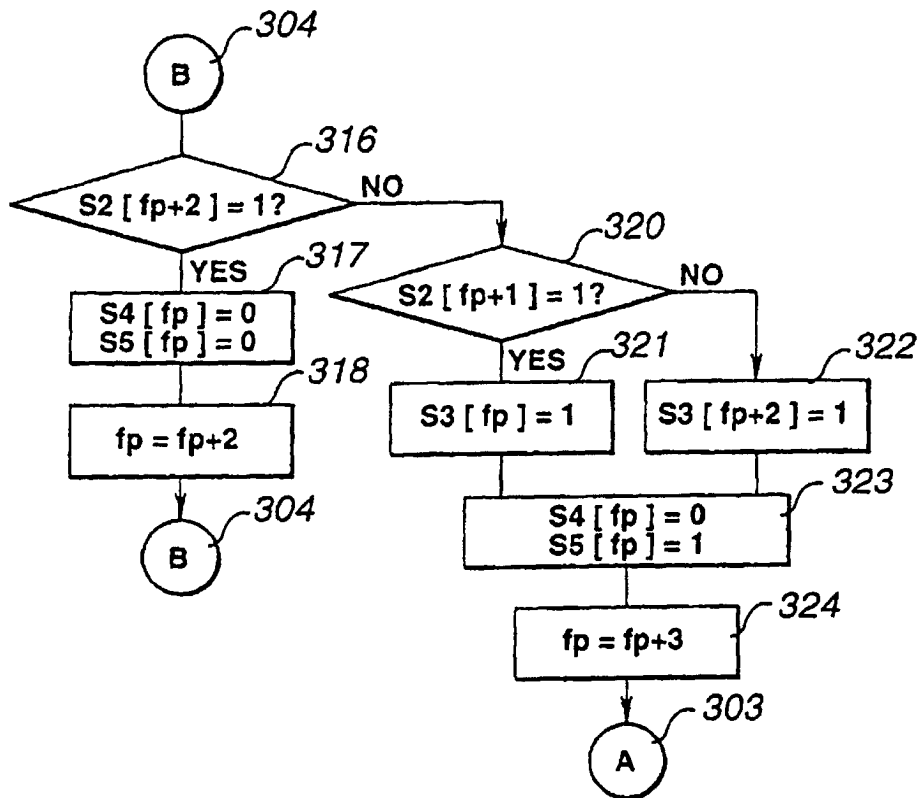 304
B
316
S2 [ fp+2 ] = 1?
NO
YES
317
S4 [ fp ] = 0
S5 [ fp ] = 0
318
fp = fp+2
304
B
320
S2 [ fp+1 ] = 1?
NO
YES
321
S3 [ fp ] = 1
322
S3 [ fp+2 ] = 1
323
S4 [ fp ] = 0
S5 [ fp ] = 1
324
fp = fp+3
303
A